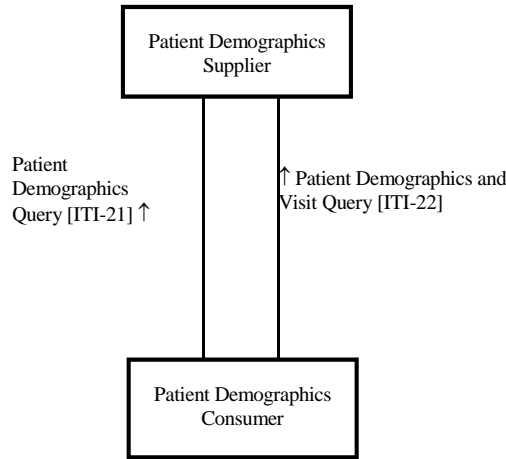 Patient Demographics
Supplier
Patient
Demographics
Query [ITI-21] ↑
↑ Patient Demographics and
Visit Query [ITI-22]
Patient Demographics
Consumer